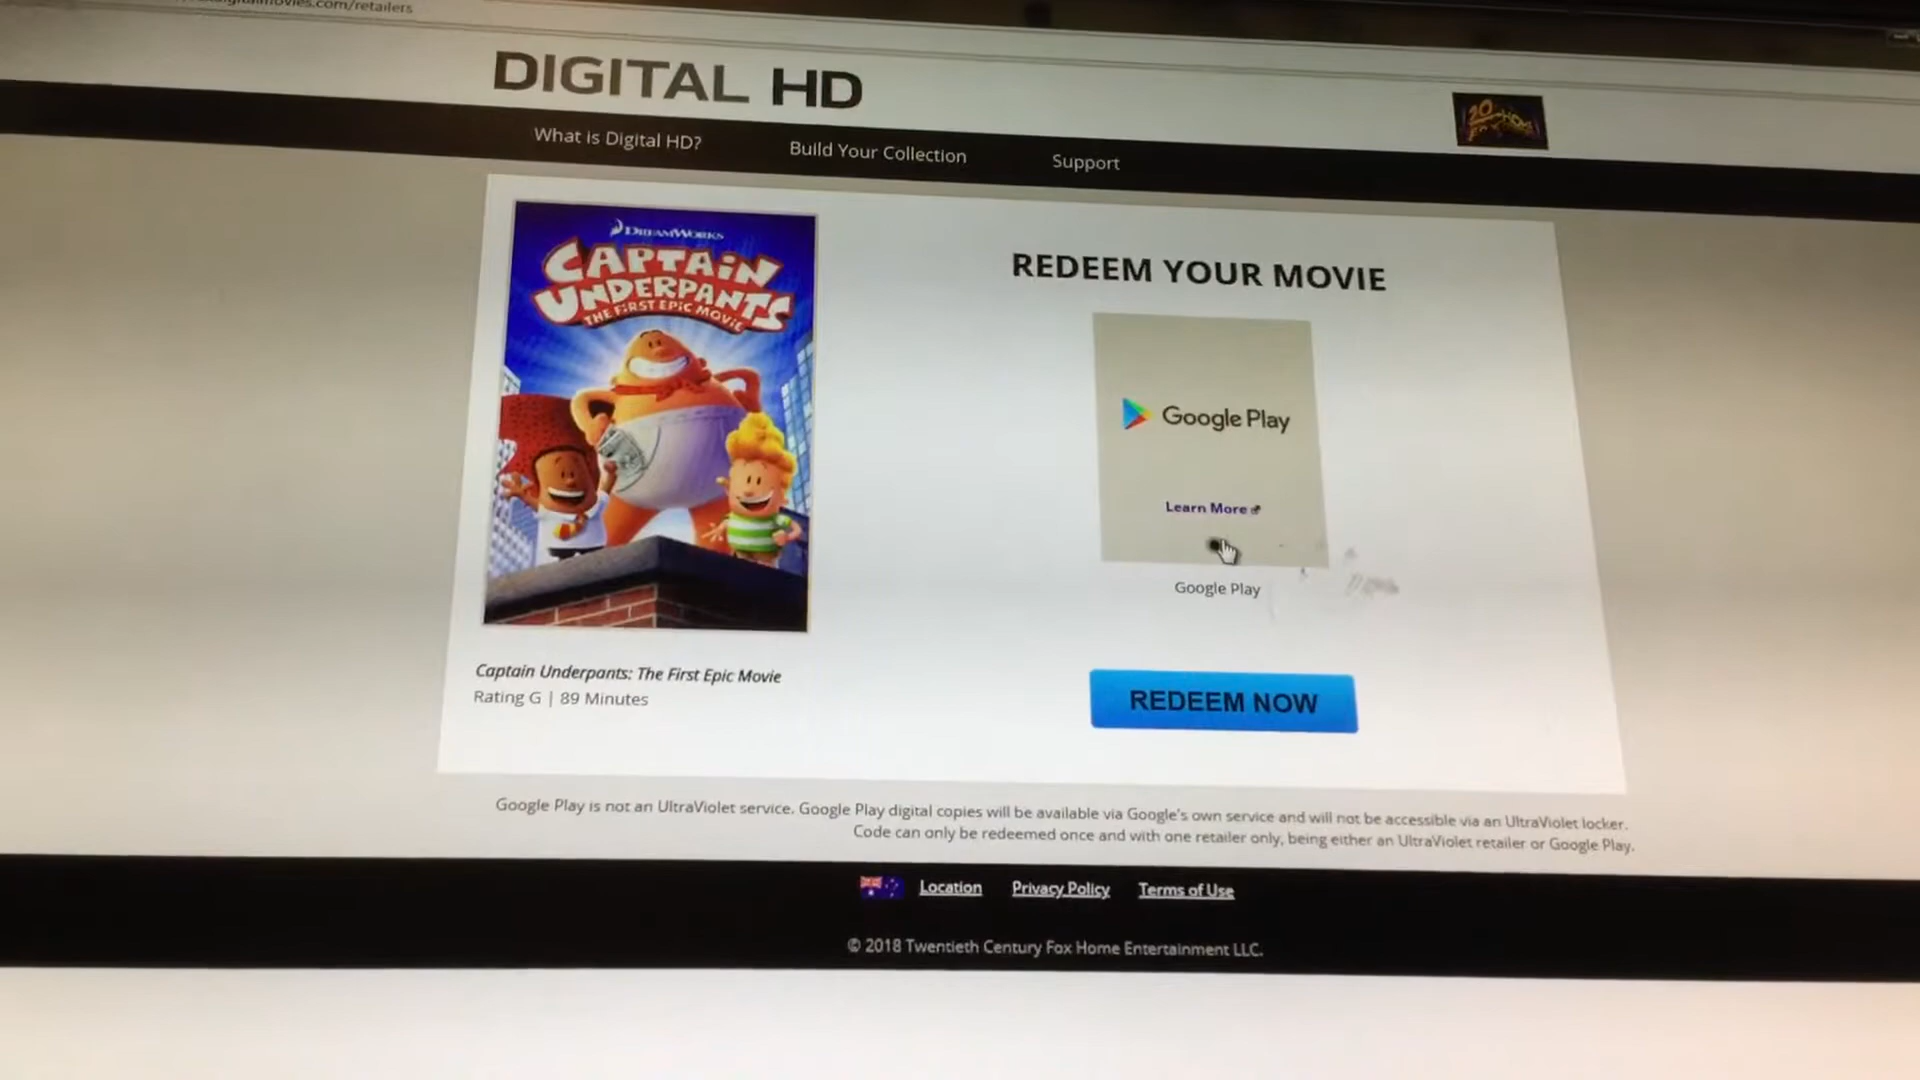 digitalmovies.com/retailers
DIGITAL HD
What is Digital HD?
Build Your Collection
Support
DREAMWORKS
CAPTAIN
UNDERPANTS
THE FIRST EPIC MOVIE
REDEEM YOUR MOVIE
Google Play
Learn More
Google Play
Captain Underpants: The First Epic Movie
Rating G | 89 Minutes
REDEEM NOW
Google Play is not an UltraViolet service. Google Play digital copies will be available via Google's own service and will not be accessible via an UltraViolet locker.
Code can only be redeemed once and with one retailer only, being either an UltraViolet retailer or Google Play.
Location
Privacy Policy
Terms of Use
© 2018 Twentieth Century Fox Home Entertainment LLC.